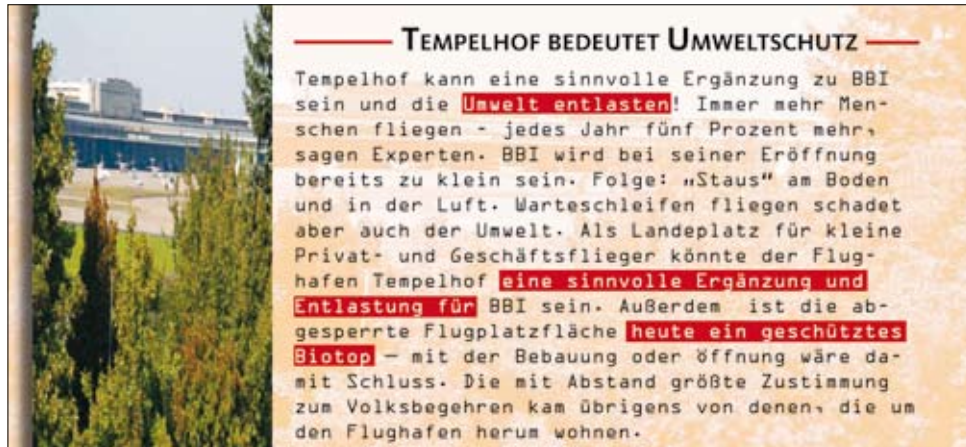 TEMPELHOF BEDEUTET UMWELTSCHUTZ
Tempelhof kann eine sinnvolle Ergänzung zu BBI
sein und die Umwelt entlasten! Immer mehr Men-
schen fliegen - jedes Jahr fünf Prozent mehr,
sagen Experten. BBI wird bei seiner Eröffnung
bereits zu klein sein. Folge: „Staus“ am Boden
und in der Luft. Warteschleifen fliegen schadet
aber auch der Umwelt. Als Landeplatz für kleine
Privat- und Geschäftsflieger könnte der Flug-
hafen Tempelhof eine sinnvolle Ergänzung und
Entlastung für BBI sein. Außerdem ist die ab-
gesperrte Flugplatzfläche heute ein geschütztes
Biotop – mit der Bebauung oder Öffnung wäre da-
mit Schluss. Die mit Abstand größte Zustimmung
zum Volksbegehren kam übrigens von denen, die um
den Flughafen herum wohnen.